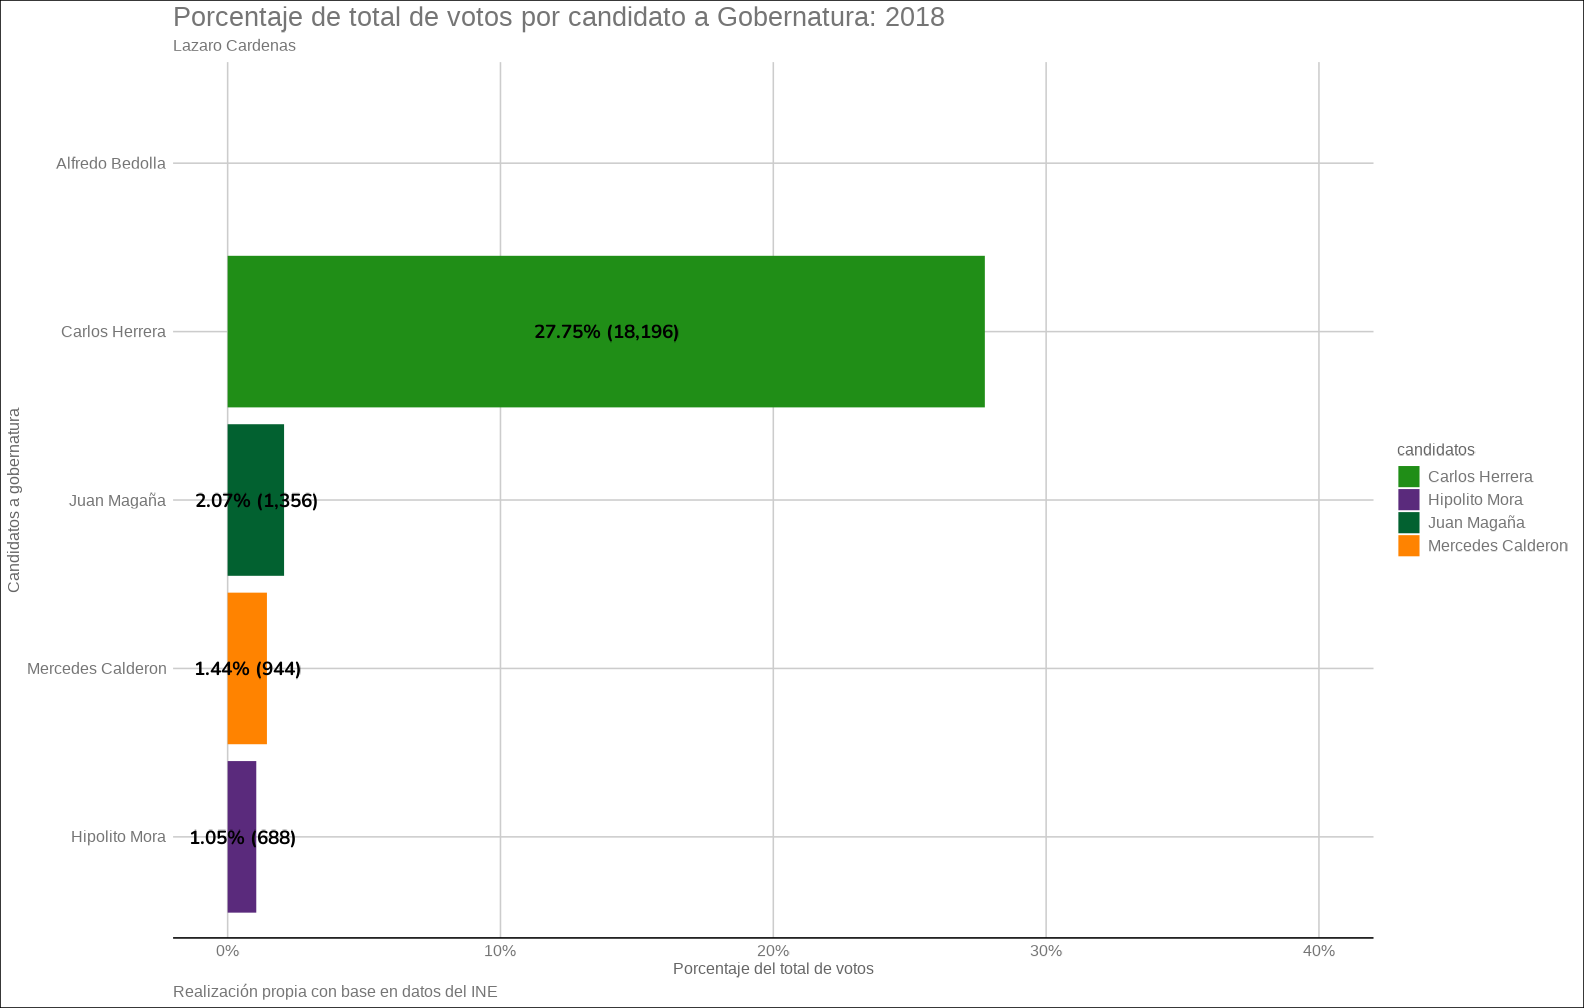 Porcentaje de total de votos por candidato a Gobernatura: 2018
Lazaro Cardenas
Candidatos a gobernatura
Alfredo Bedolla
Carlos Herrera
27.75% (18,196)
Juan Magaña
2.07% (1,356)
Mercedes Calderon
1.44% (944)
Hipolito Mora
1.05% (688)
0% 10% 20% 30% 40%
Porcentaje del total de votos
candidatos
Carlos Herrera
Hipolito Mora
Juan Magaña
Mercedes Calderon
Realización propia con base en datos del INE